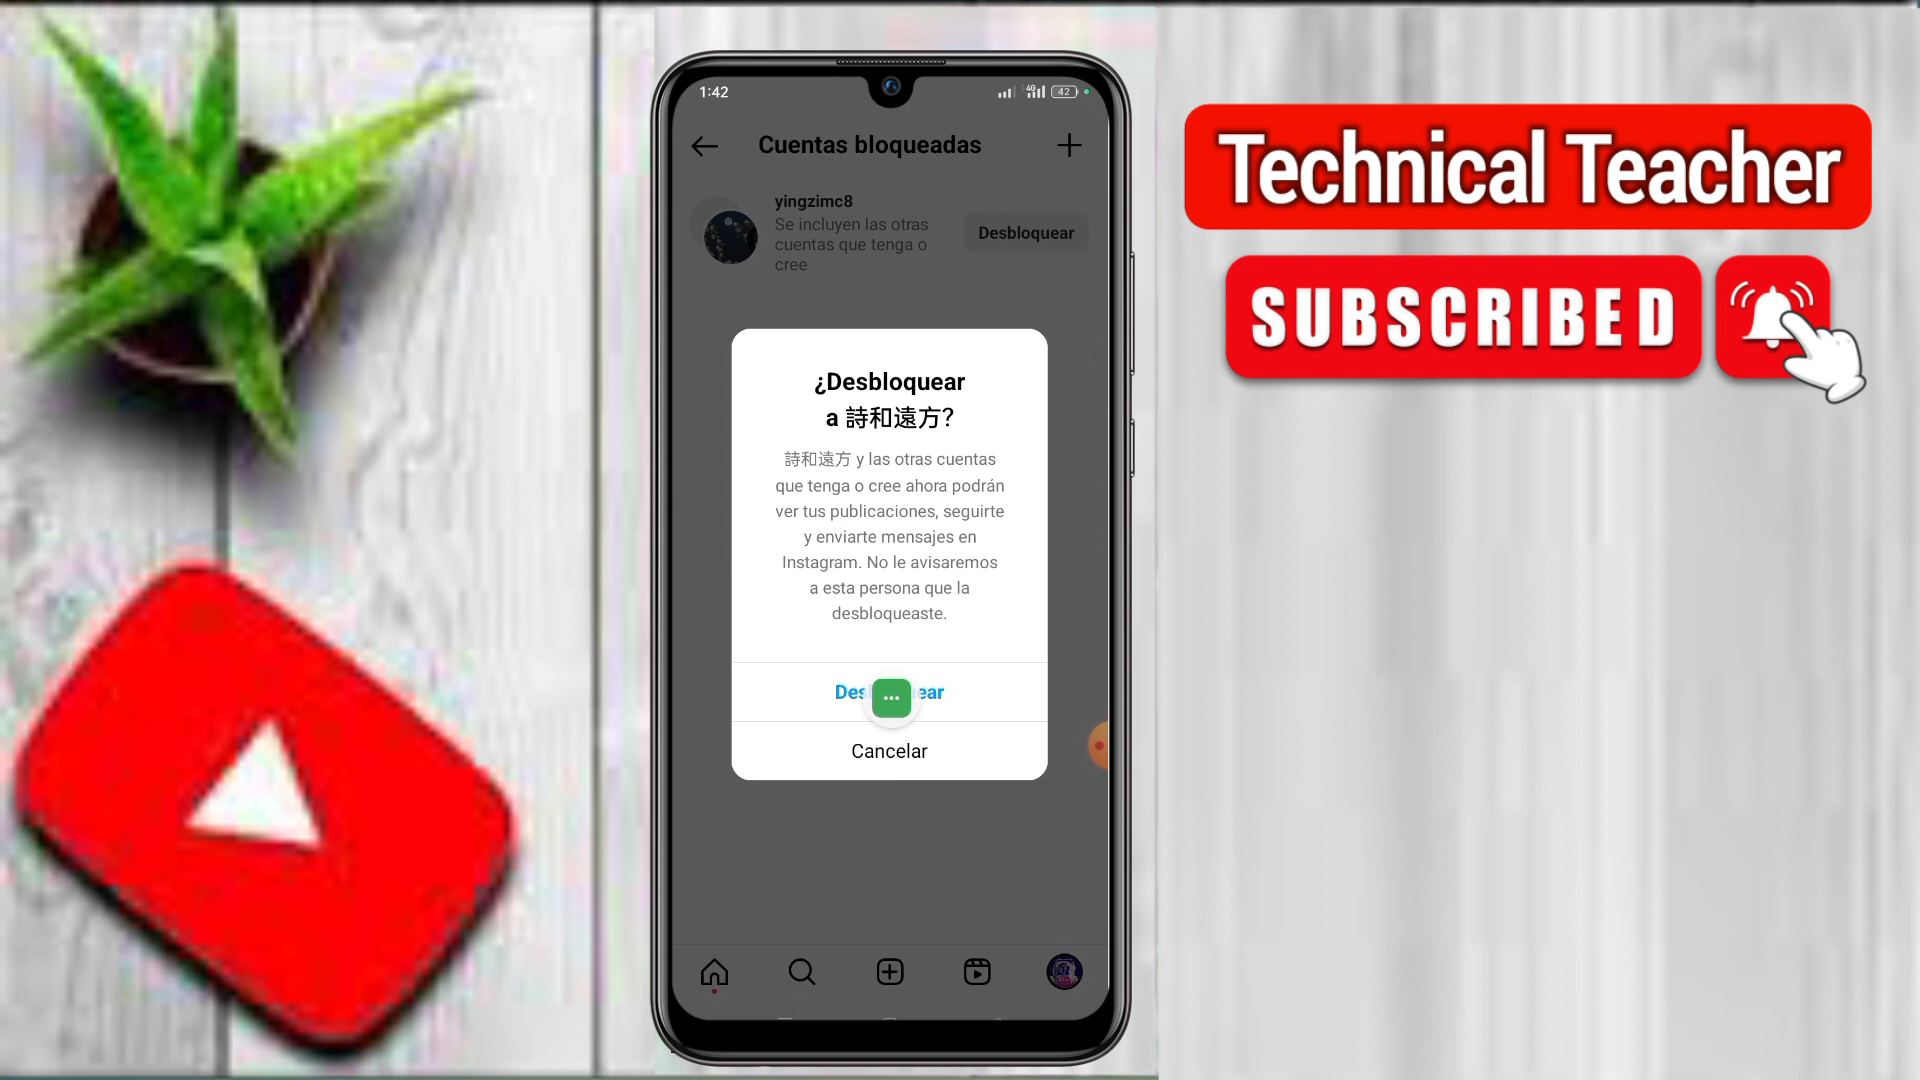 1:42
4G
42
Cuentas bloqueadas
yingzimc8
Se incluyen las otras
cuentas que tenga o
cree
Desbloquear
¿Desbloquear
a 詩和遠方?
詩和遠方 y las otras cuentas
que tenga o cree ahora podrán
ver tus publicaciones, seguirte
y enviarte mensajes en
Instagram. No le avisaremos
a esta persona que la
desbloqueaste.
Cancelar
Technical Teacher
SUBSCRIBED